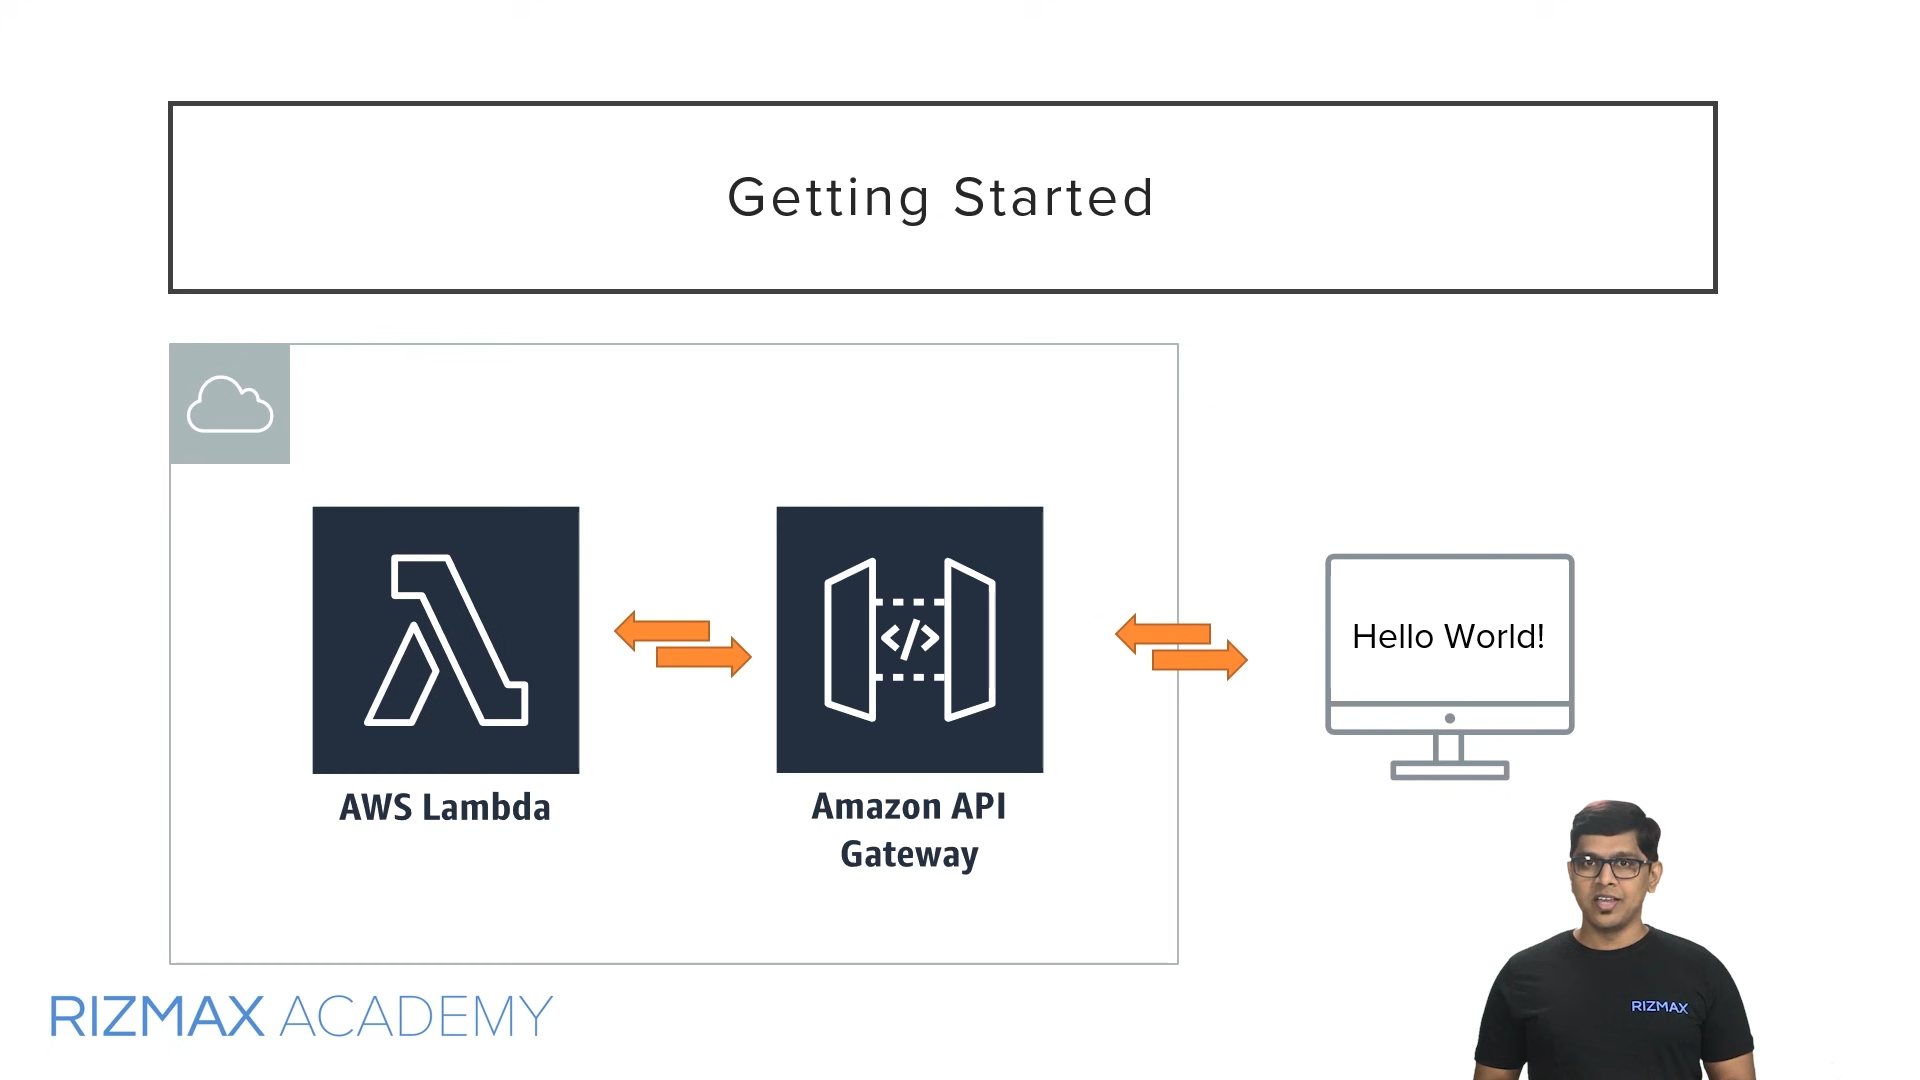 Getting Started
Hello World!
AWS Lambda
Amazon API
Gateway
RIZMAX ACADEMY
RIZMAX